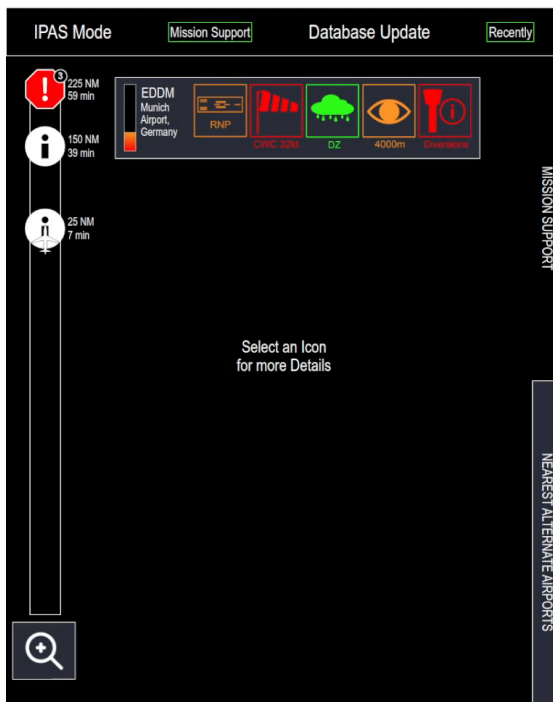 IPAS Mode
Mission Support
Database Update
Recently
3
225 NM
59 min
EDDM
Munich
Airport,
Germany
RNP
CWC 32kt
DZ
4000m
Diversions
150 NM
39 min
25 NM
7 min
Select an Icon
for more Details
MISSION SUPPORT
NEAREST ALTERNATE AIRPORTS